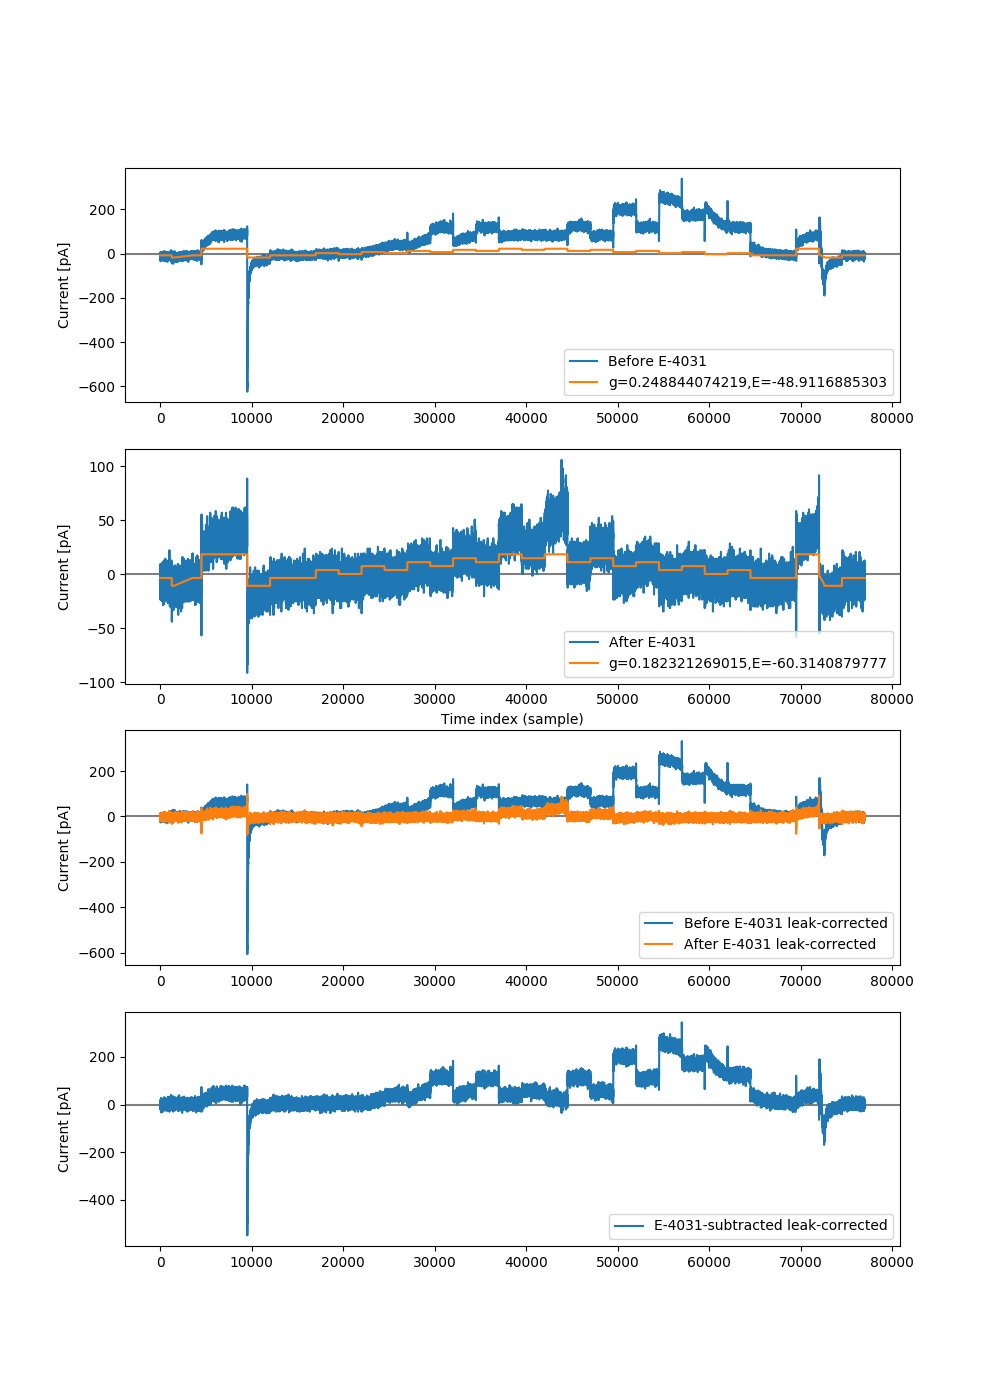 200
0
−200
−400
−600
Current [pA]
Before E-4031
g=0.248844074219,E=-48.9116885303
0 10000 20000 30000 40000 50000 60000 70000 80000
100
50
0
−50
−100
Current [pA]
After E-4031
g=0.182321269015,E=-60.3140879777
0 10000 20000 30000 40000 50000 60000 70000 80000
Time index (sample)
200
0
−200
−400
−600
Current [pA]
Before E-4031 leak-corrected
After E-4031 leak-corrected
0 10000 20000 30000 40000 50000 60000 70000 80000
200
0
−200
−400
Current [pA]
E-4031-subtracted leak-corrected
0 10000 20000 30000 40000 50000 60000 70000 80000